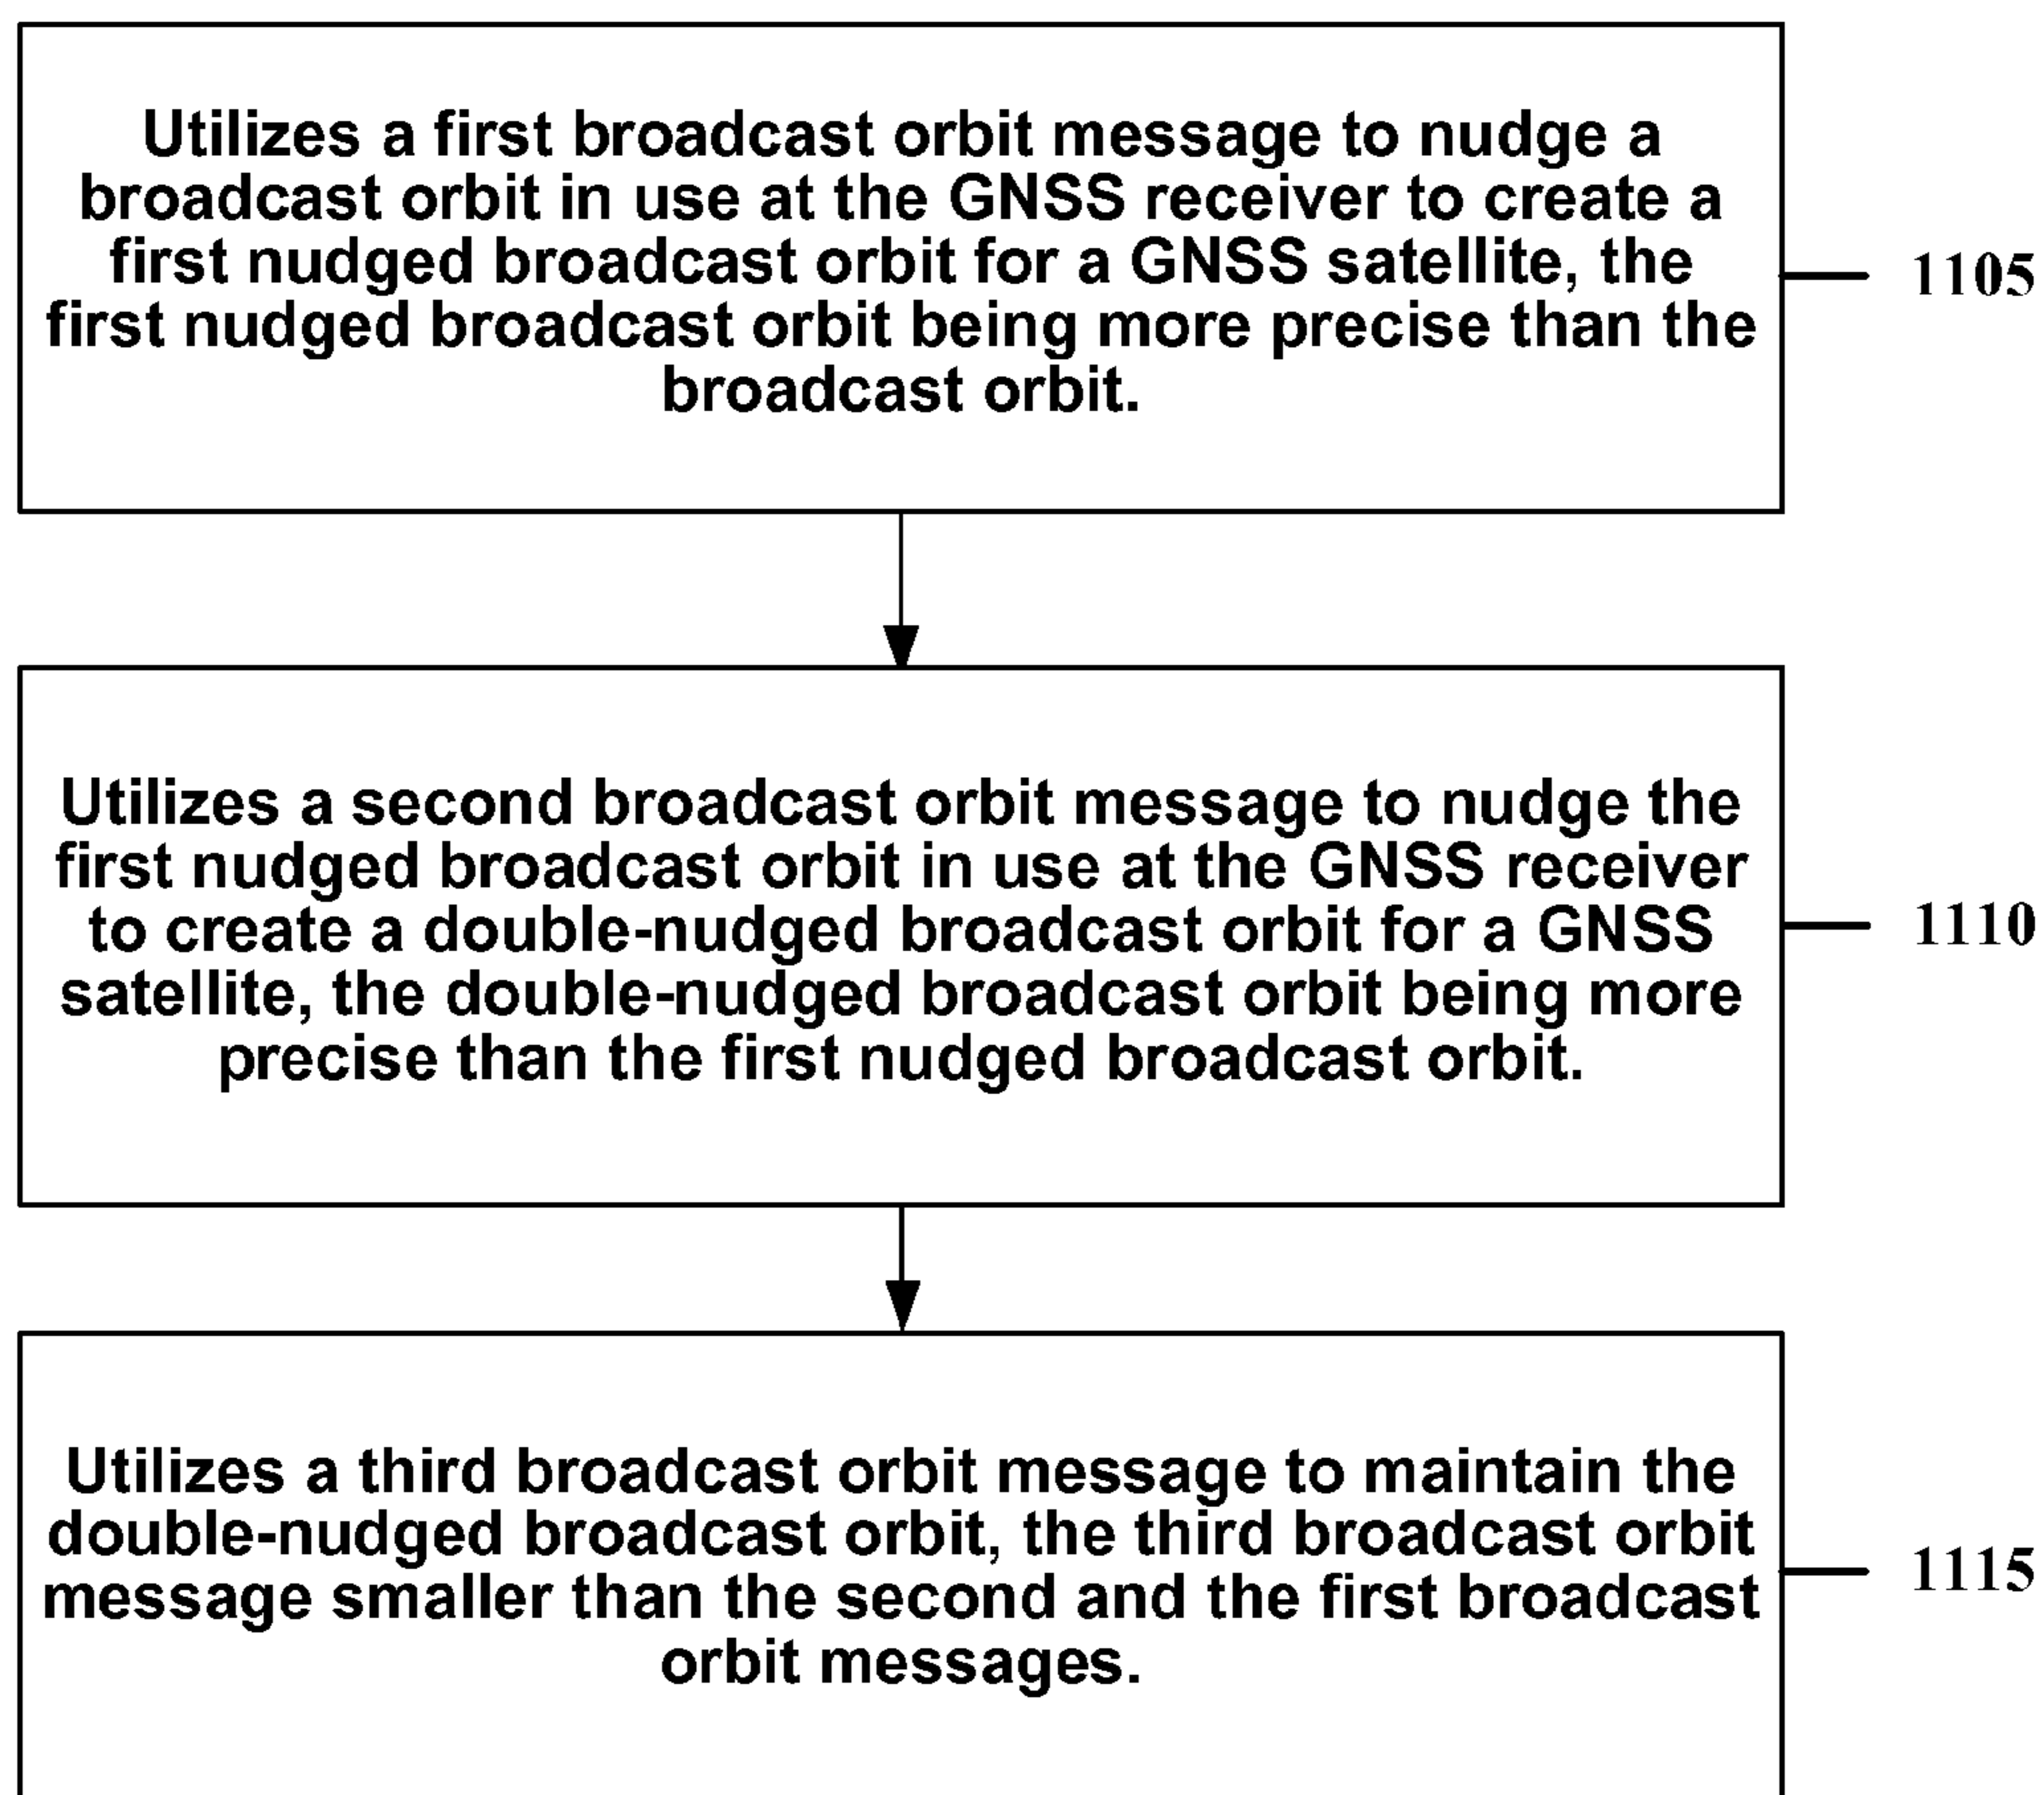 Utilizes a first broadcast orbit message to nudge a
broadcast orbit in use at the GNSS receiver to create a
first nudged broadcast orbit for a GNSS satellite, the
first nudged broadcast orbit being more precise than the
broadcast orbit.
1105
Utilizes a second broadcast orbit message to nudge the
first nudged broadcast orbit in use at the GNSS receiver
to create a double-nudged broadcast orbit for a GNSS
satellite, the double-nudged broadcast orbit being more
precise than the first nudged broadcast orbit.
1110
Utilizes a third broadcast orbit message to maintain the
double-nudged broadcast orbit, the third broadcast orbit
message smaller than the second and the first broadcast
orbit messages.
1115